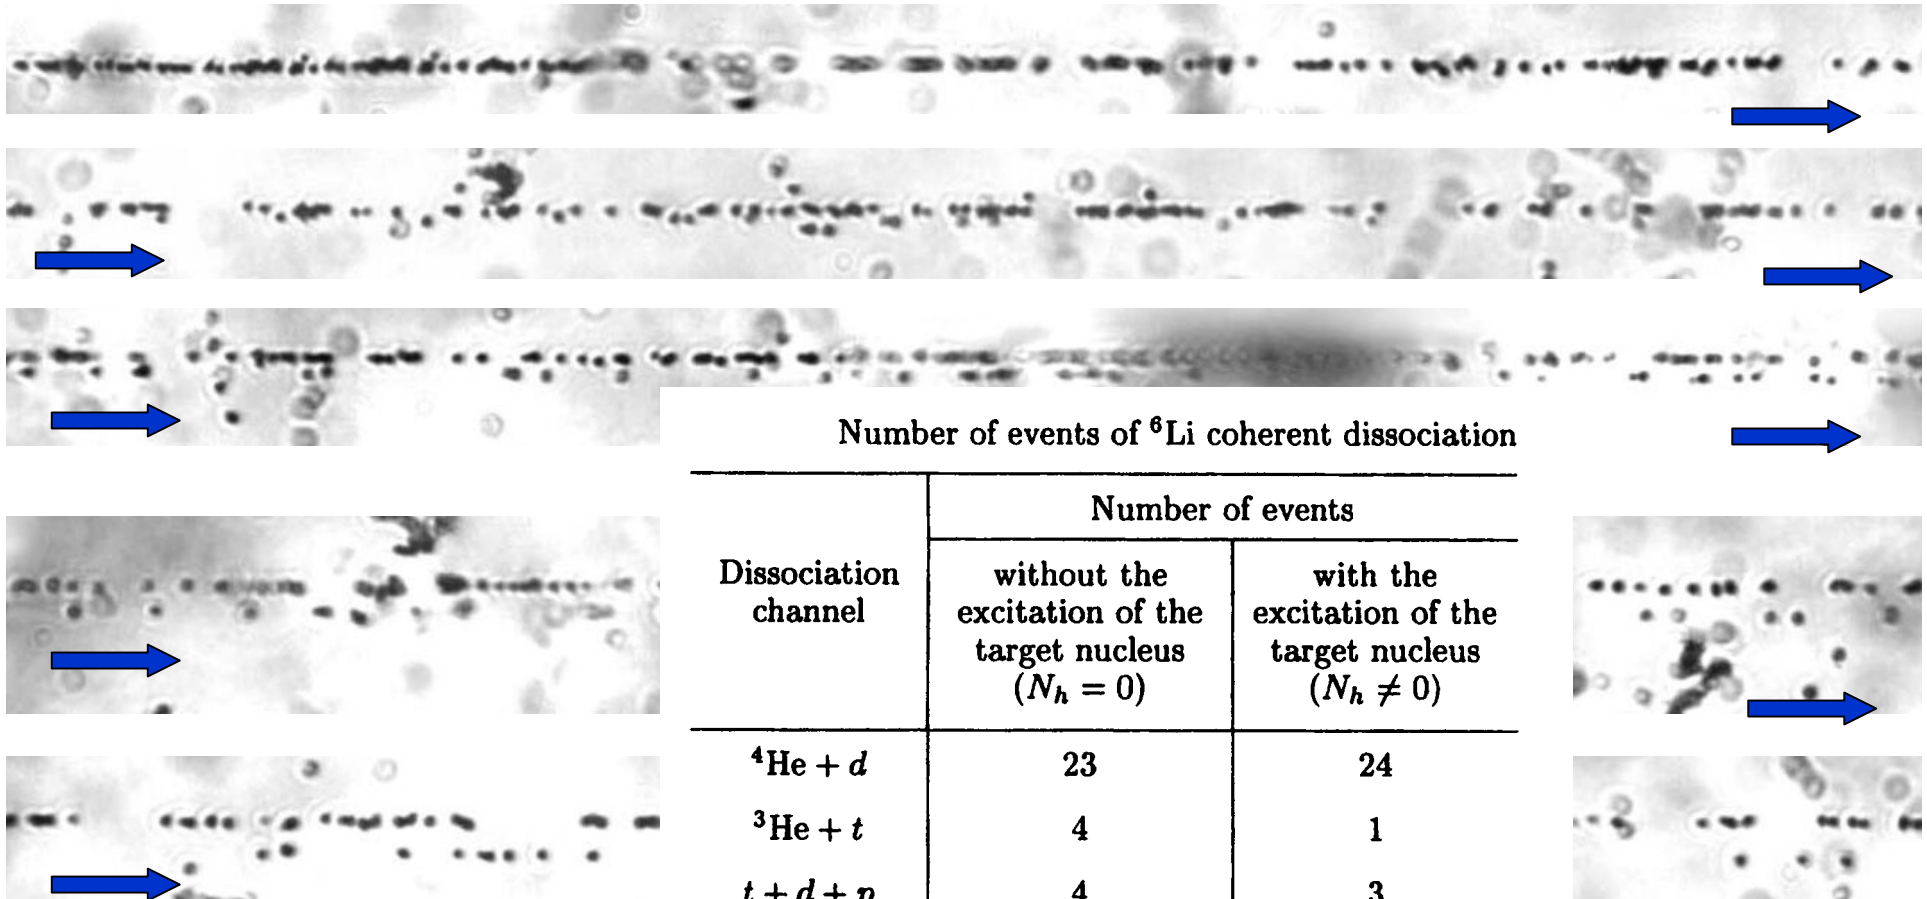 Number of events of ⁶Li coherent dissociation
Number of events
Dissociation channel
without the excitation of the target nucleus (Nₕ = 0)
with the excitation of the target nucleus (Nₕ ≠ 0)
⁴He + d 23 24
³He + t 4 1
t + d + p 4 3